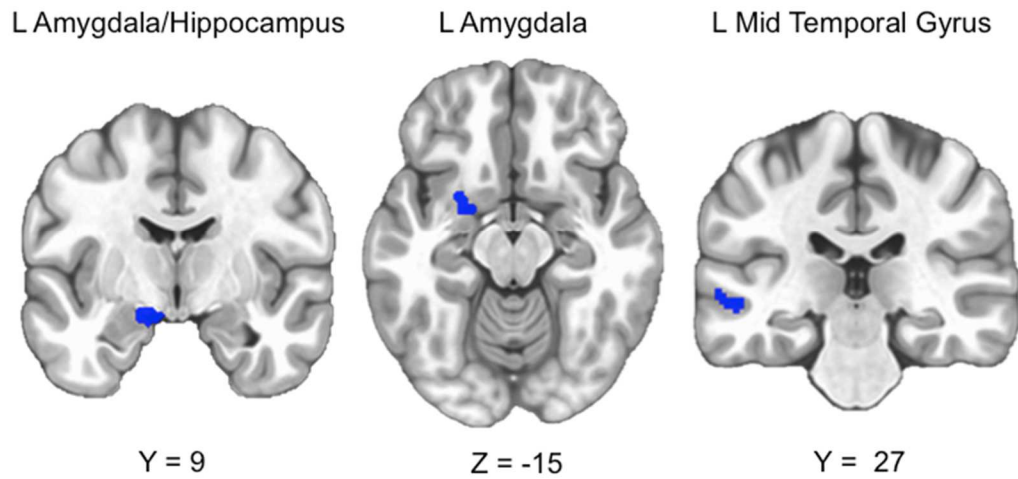 L Amygdala/Hippocampus
L Amygdala
L Mid Temporal Gyrus
Y = 9
Z = -15
Y =  27